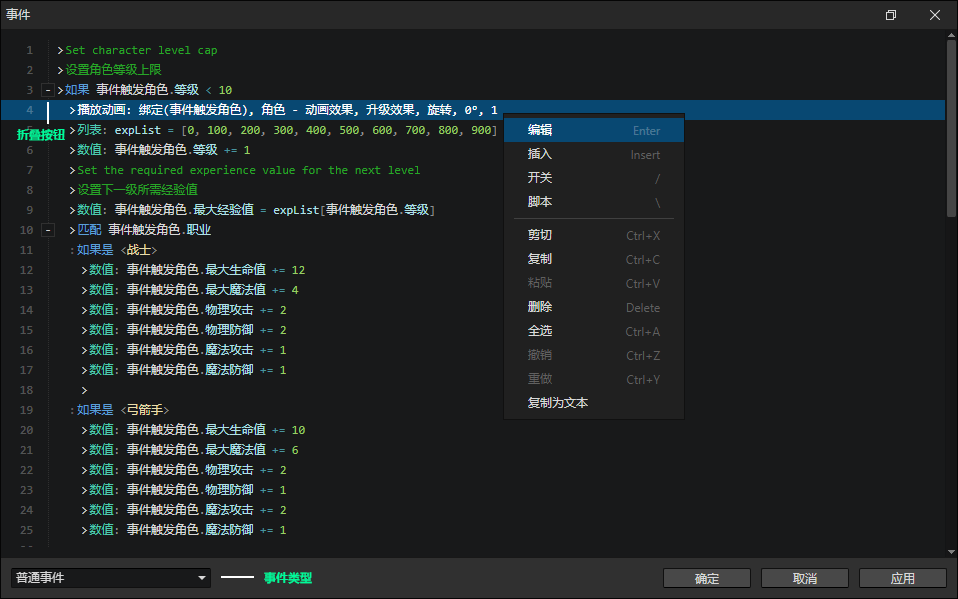 事件
1 >Set character level cap
2 >设置角色等级上限
3 - >如果 事件触发角色.等级 < 10
4 >播放动画: 绑定(事件触发角色), 角色 - 动画效果, 升级效果, 旋转, 0°, 1
折叠按钮 >列表: expList = [0, 100, 200, 300, 400, 500, 600, 700, 800, 900]
6 >数值: 事件触发角色.等级 += 1
7 >Set the required experience value for the next level
8 >设置下一级所需经验值
9 >数值: 事件触发角色.最大经验值 = expList[事件触发角色.等级]
10 - >匹配 事件触发角色.职业
11 :如果是 <战士>
12 >数值: 事件触发角色.最大生命值 += 12
13 >数值: 事件触发角色.最大魔法值 += 4
14 >数值: 事件触发角色.物理攻击 += 2
15 >数值: 事件触发角色.物理防御 += 2
16 >数值: 事件触发角色.魔法攻击 += 1
17 >数值: 事件触发角色.魔法防御 += 1
18 >
19 :如果是 <弓箭手>
20 >数值: 事件触发角色.最大生命值 += 10
21 >数值: 事件触发角色.最大魔法值 += 6
22 >数值: 事件触发角色.物理攻击 += 2
23 >数值: 事件触发角色.物理防御 += 1
24 >数值: 事件触发角色.魔法攻击 += 2
25 >数值: 事件触发角色.魔法防御 += 1
编辑 Enter
插入 Insert
开关 /
脚本 \
剪切 Ctrl+X
复制 Ctrl+C
粘贴 Ctrl+V
删除 Delete
全选 Ctrl+A
撤销 Ctrl+Z
重做 Ctrl+Y
复制为文本
普通事件 事件类型 确定 取消 应用